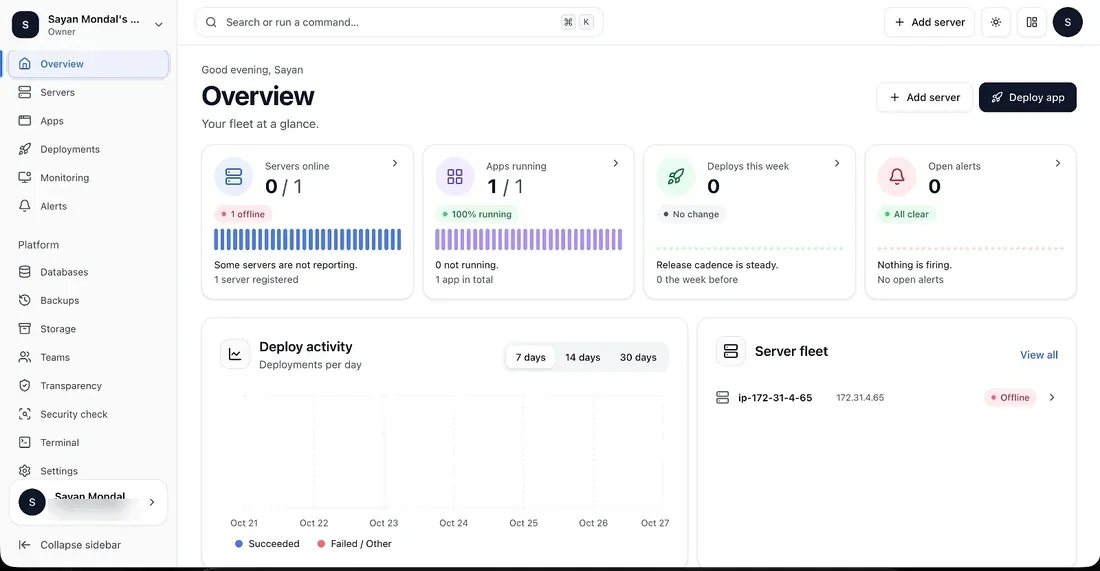 S
Sayan Mondal's ...
Owner
Overview
Servers
Apps
Deployments
Monitoring
Alerts
Platform
Databases
Backups
Storage
Teams
Transparency
Security check
Terminal
Settings
S
Sayan Mondal
Collapse sidebar
Search or run a command...
⌘ K
+ Add server
S
Good evening, Sayan
Overview
Your fleet at a glance.
+ Add server
Deploy app
Servers online
0 / 1
1 offline
Some servers are not reporting.
1 server registered
Apps running
1 / 1
100% running
0 not running.
1 app in total
Deploys this week
0
No change
Release cadence is steady.
0 the week before
Open alerts
0
All clear
Nothing is firing.
No open alerts
Deploy activity
Deployments per day
7 days 14 days 30 days
Oct 21 Oct 22 Oct 23 Oct 24 Oct 25 Oct 26 Oct 27
Succeeded Failed / Other
Server fleet
View all
ip-172-31-4-65 172.31.4.65 Offline